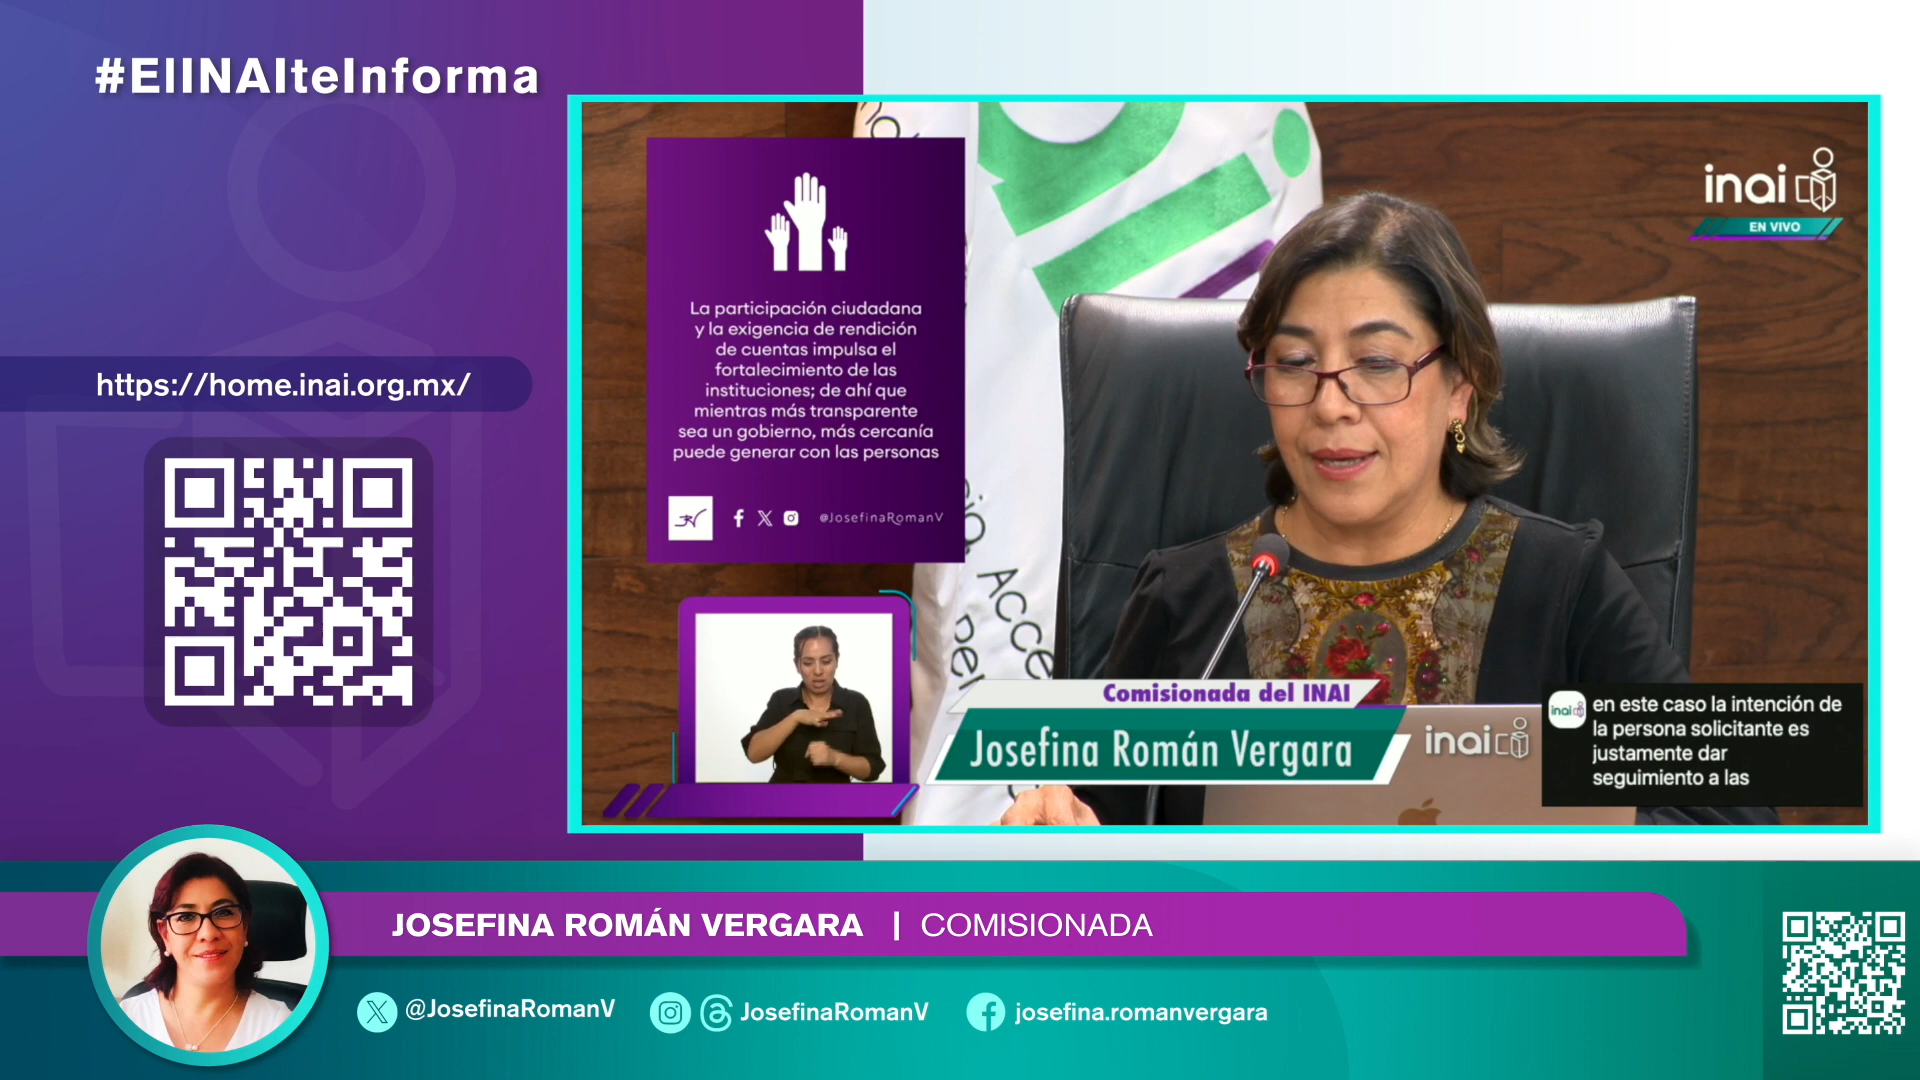 #ElINAIteInforma
https://home.inai.org.mx/
La participación ciudadana
y la exigencia de rendición
de cuentas impulsa el
fortalecimiento de las
instituciones; de ahí que
mientras más transparente
sea un gobierno, más cercanía
puede generar con las personas
@JosefinaRomanV
inai
EN VIVO
Acce
Comisionada del INAI
Josefina Román Vergara
inai
inai
en este caso la intención de
la persona solicitante es
justamente dar
seguimiento a las
JOSEFINA ROMÁN VERGARA | COMISIONADA
@JosefinaRomanV
JosefinaRomanV
josefina.romanvergara